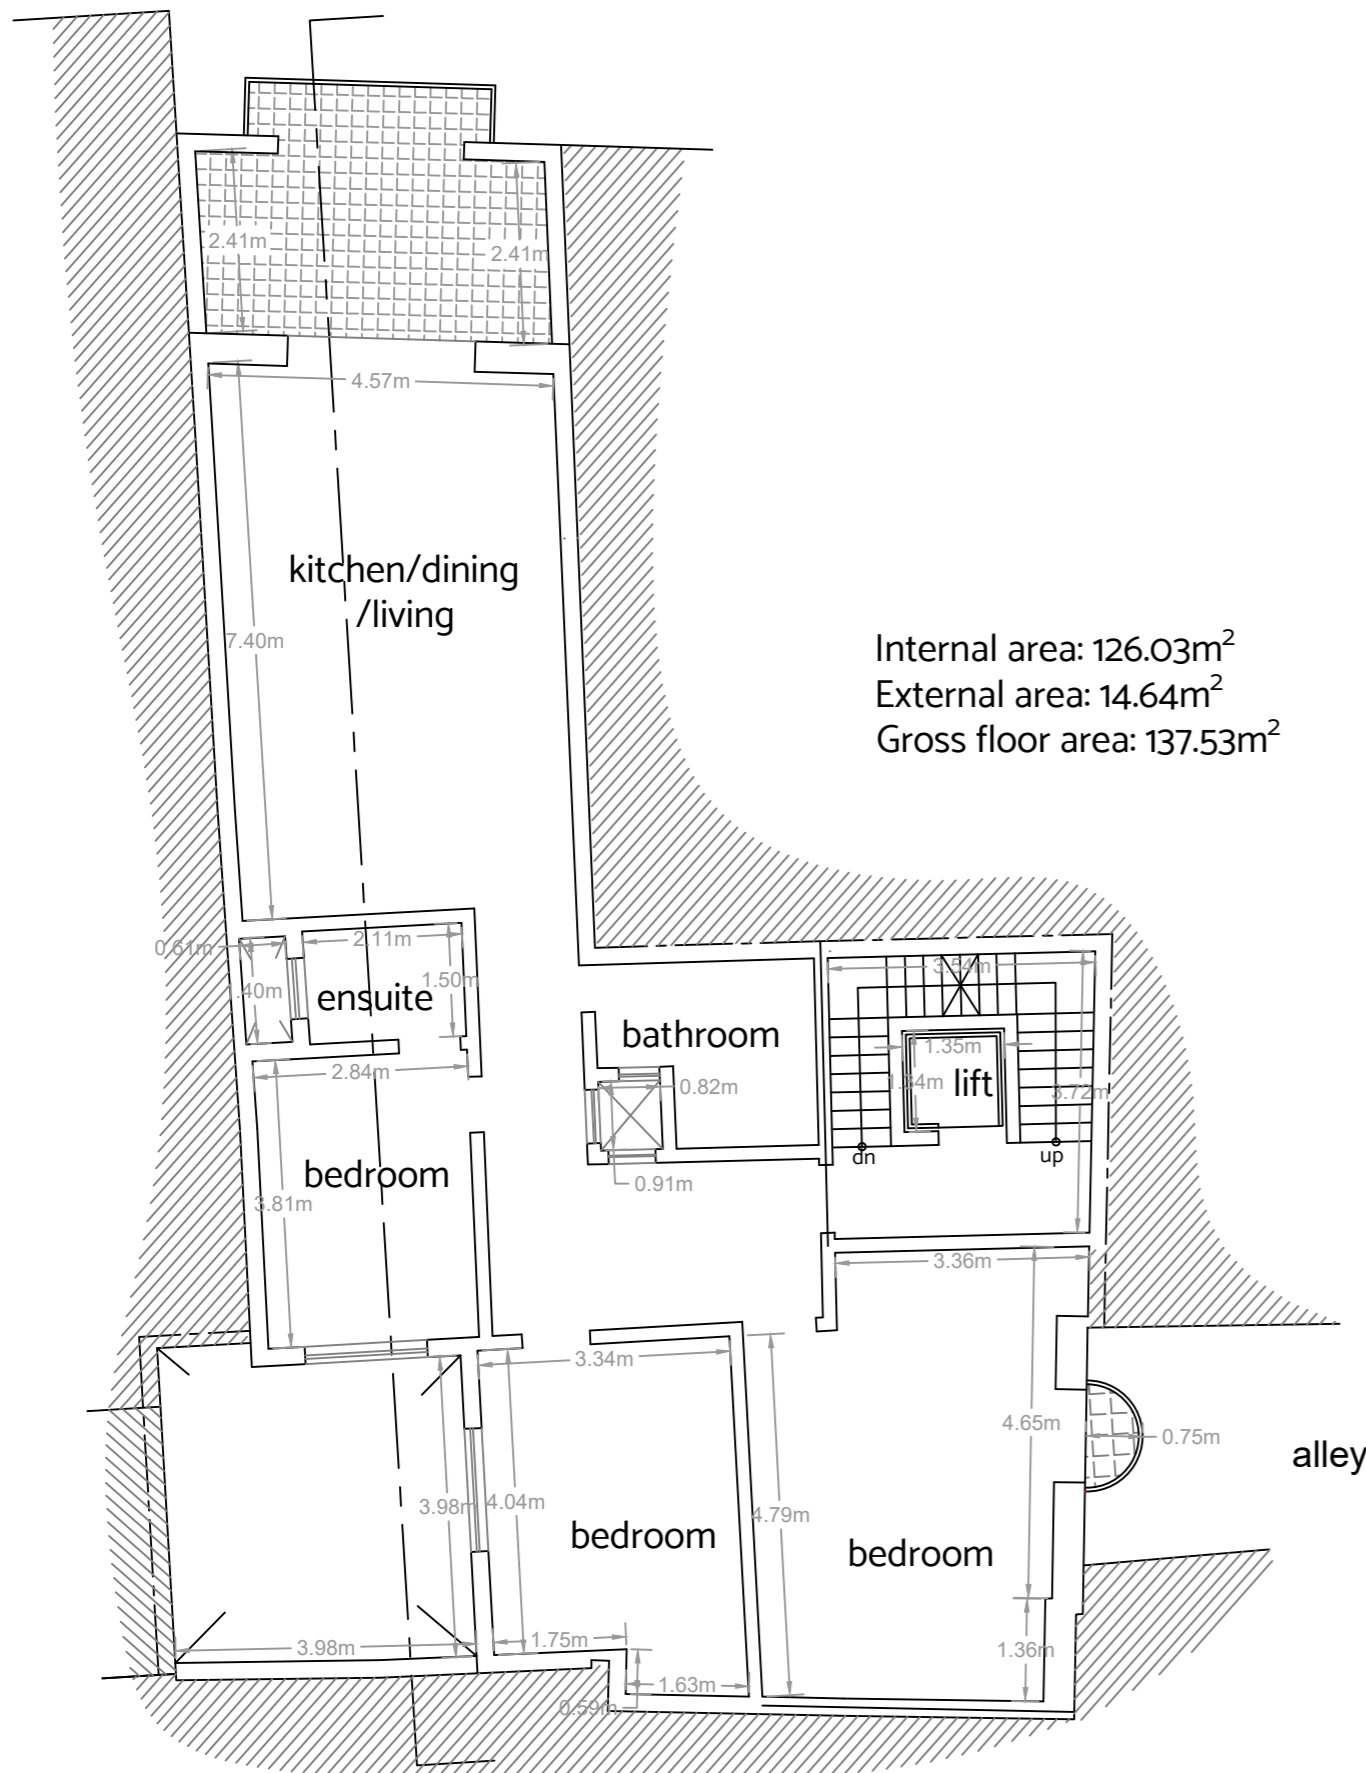 2.41m
2.41m
4.57m
kitchen/dining
/living
7.40m
Internal area: 126.03m²
External area: 14.64m²
Gross floor area: 137.53m²
0.61m
2.11m
1.40m
1.50m
ensuite
2.84m
bathroom
0.82m
0.91m
3.54m
1.35m
1.34m
lift
3.72m
dn
up
bedroom
3.81m
3.36m
3.34m
4.65m
0.75m
alley
3.98m
4.04m
4.79m
bedroom
bedroom
3.98m
1.75m
1.63m
0.59m
1.36m